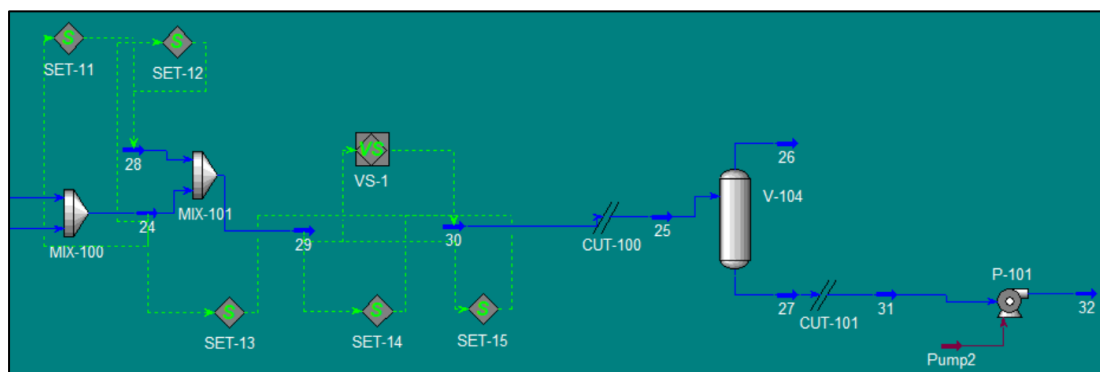 S
SET-11
S
SET-12
28
MIX-101
24
MIX-100
VS
VS-1
29
30
S
SET-13
S
SET-14
S
SET-15
CUT-100
25
26
V-104
27
CUT-101
31
P-101
32
Pump2